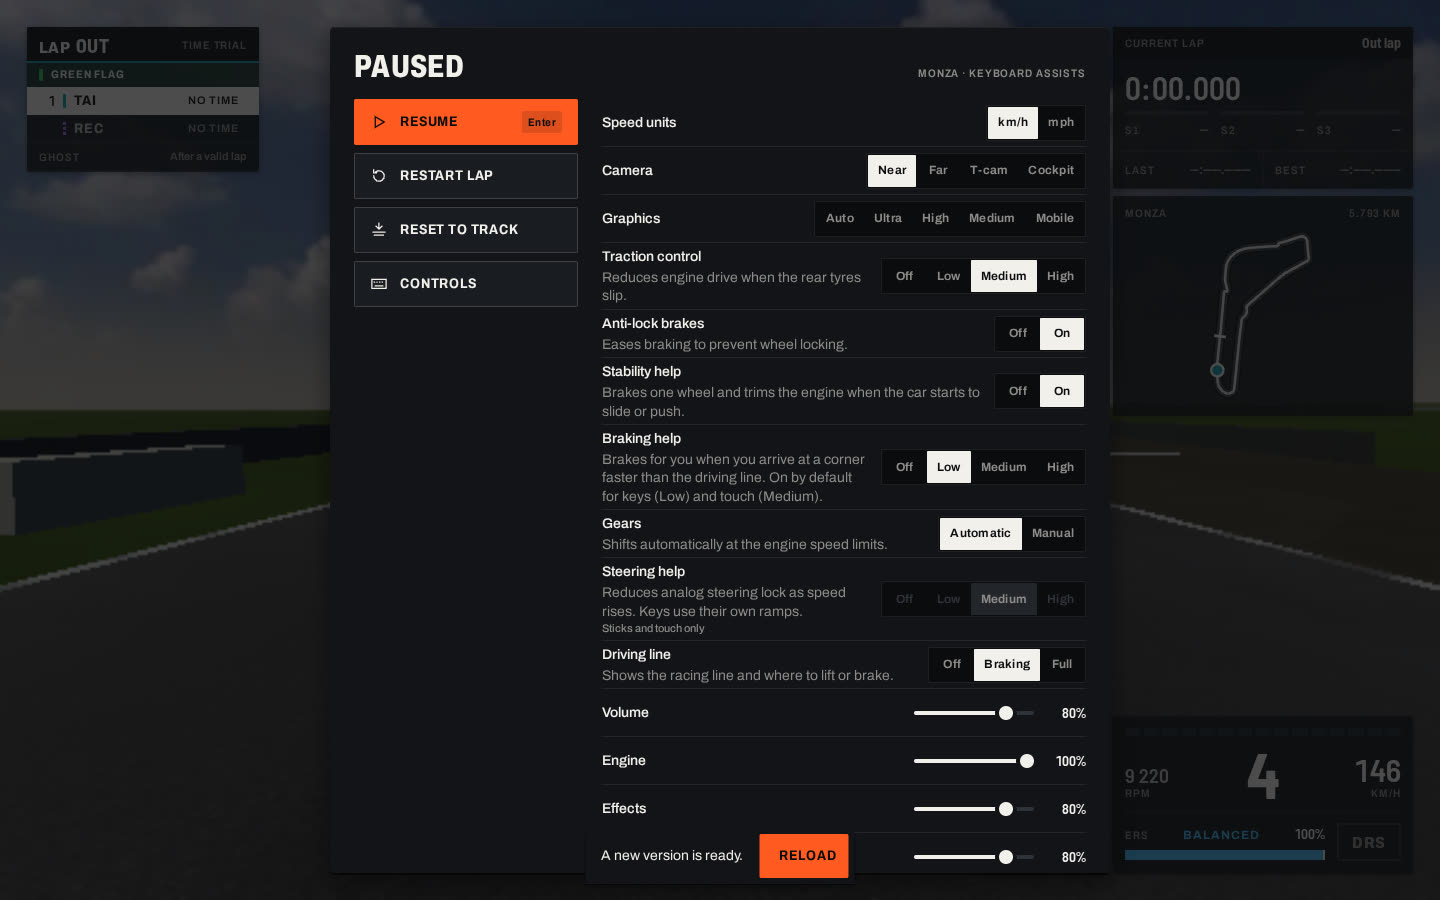 LAP OUT TIME TRIAL
GREEN FLAG
1 TAI NO TIME
REC NO TIME
GHOST After a valid lap
PAUSED
MONZA · KEYBOARD ASSISTS
RESUME Enter
RESTART LAP
RESET TO TRACK
CONTROLS
Speed units km/h mph
Camera Near Far T-cam Cockpit
Graphics Auto Ultra High Medium Mobile
Traction control
Reduces engine drive when the rear tyres
slip.
Off Low Medium High
Anti-lock brakes
Eases braking to prevent wheel locking.
Off On
Stability help
Brakes one wheel and trims the engine when the car starts to
slide or push.
Off On
Braking help
Brakes for you when you arrive at a corner
faster than the driving line. On by default
for keys (Low) and touch (Medium).
Off Low Medium High
Gears
Shifts automatically at the engine speed limits.
Automatic Manual
Steering help
Reduces analog steering lock as speed
rises. Keys use their own ramps.
Sticks and touch only
Off Low Medium High
Driving line
Shows the racing line and where to lift or brake.
Off Braking Full
Volume 80%
Engine 100%
Effects 80%
80%
A new version is ready. RELOAD
CURRENT LAP Out lap
0:00.000
S1 — S2 — S3 —
LAST —:——.——— BEST —:——.———
MONZA 5.793 KM
9 220
RPM
4
146
KM/H
ERS BALANCED 100% DRS